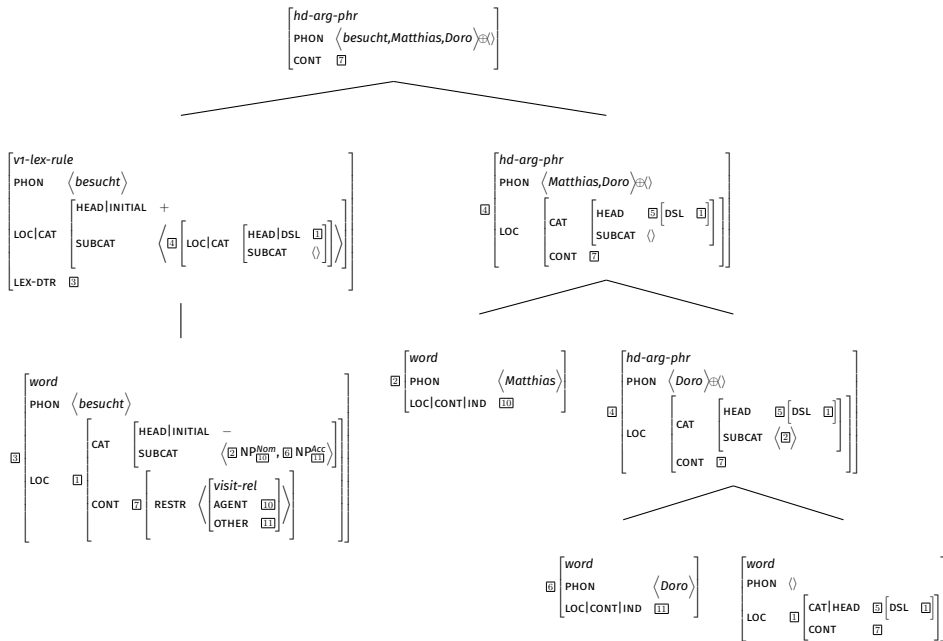 hd-arg-phr
PHON ⟨besucht,Matthias,Doro⟩⊕⟨⟩
CONT 7
v1-lex-rule
PHON ⟨besucht⟩
LOC|CAT HEAD|INITIAL +
SUBCAT ⟨4 LOC|CAT HEAD|DSL 1
SUBCAT ⟨⟩⟩
LEX-DTR 3
4 hd-arg-phr
PHON ⟨Matthias,Doro⟩⊕⟨⟩
LOC CAT HEAD 5[DSL 1]
SUBCAT ⟨⟩
CONT 7
3 word
PHON ⟨besucht⟩
LOC 1 CAT HEAD|INITIAL −
SUBCAT ⟨2 NP Nom 10, 6 NP Acc 11⟩
CONT 7 RESTR ⟨visit-rel
AGENT 10
OTHER 11⟩
2 word
PHON ⟨Matthias⟩
LOC|CONT|IND 10
4 hd-arg-phr
PHON ⟨Doro⟩⊕⟨⟩
LOC CAT HEAD 5[DSL 1]
SUBCAT ⟨2⟩
CONT 7
6 word
PHON ⟨Doro⟩
LOC|CONT|IND 11
word
PHON ⟨⟩
LOC 1 CAT|HEAD 5[DSL 1]
CONT 7